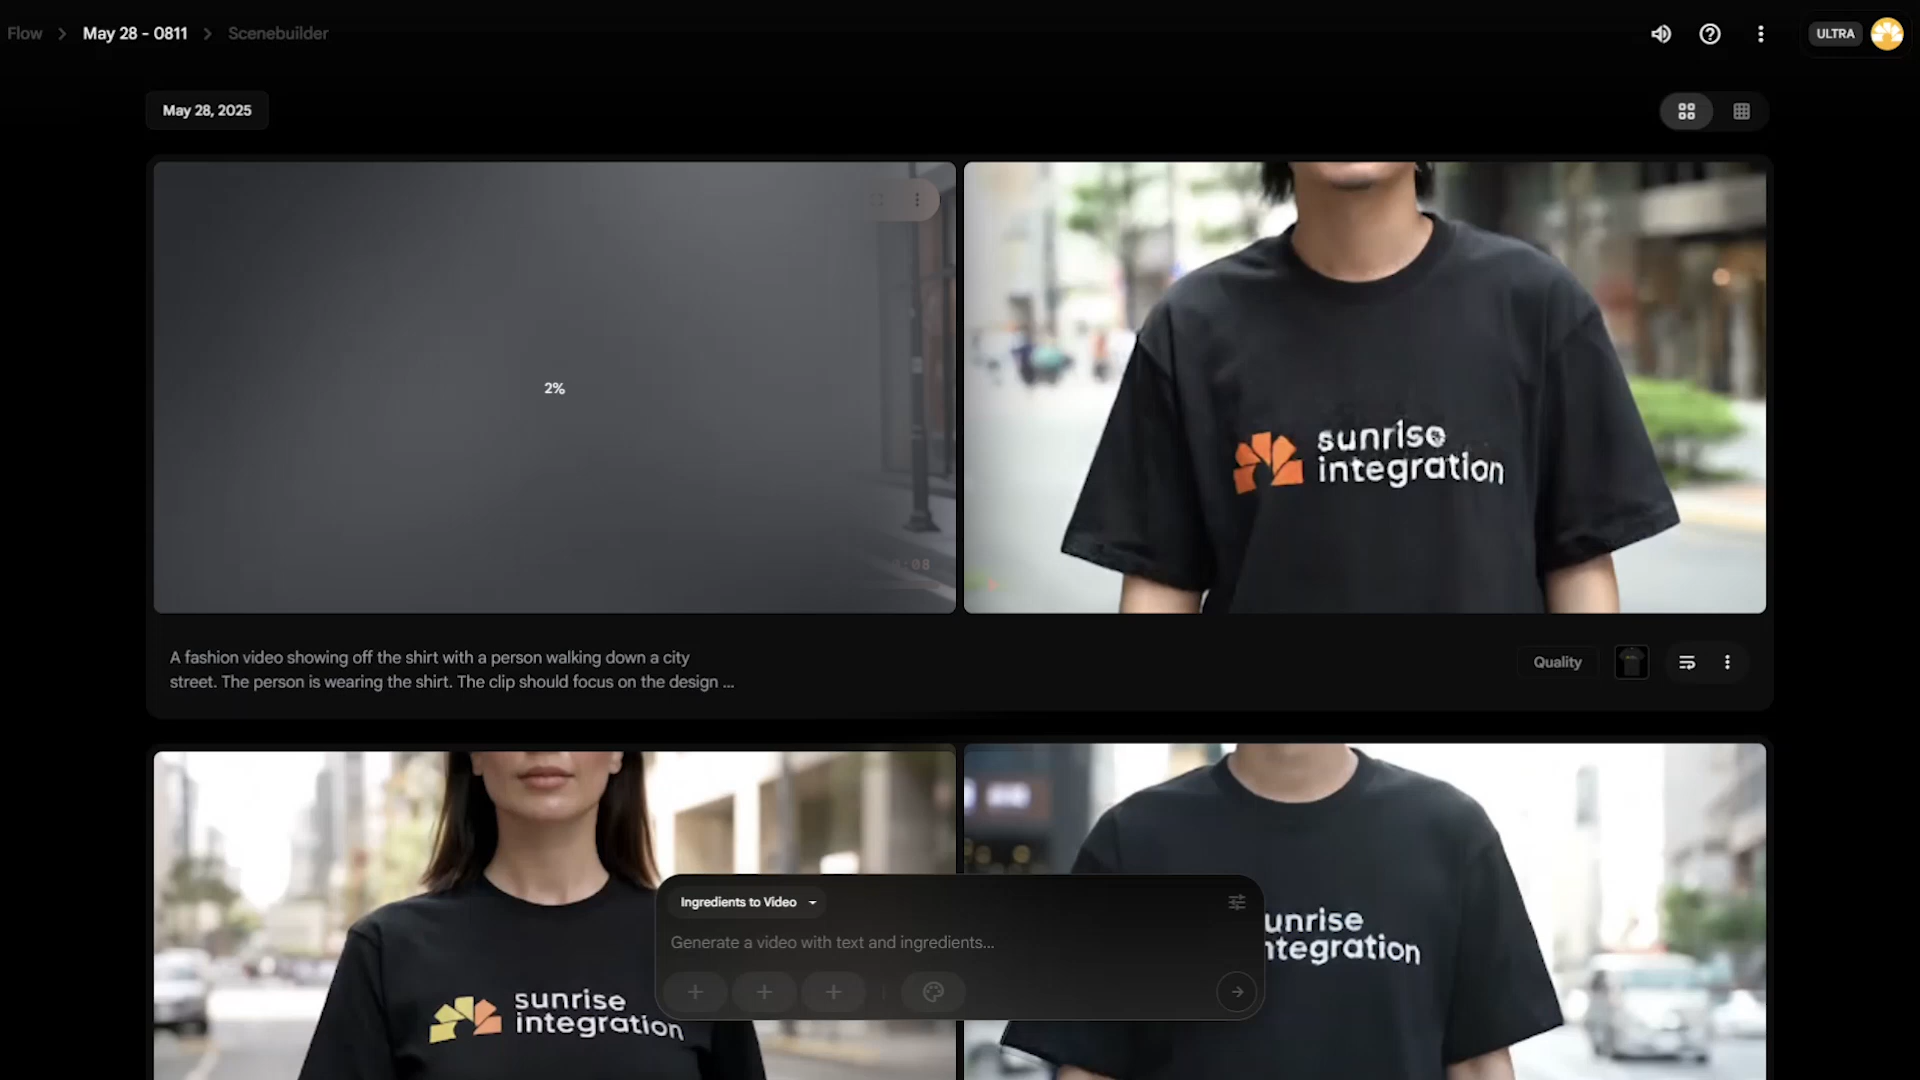 Flow > May 28 - 0811 > Scenebuilder
ULTRA
May 28, 2025
2%
:08
sunrise
integration
A fashion video showing off the shirt with a person walking down a city
street. The person is wearing the shirt. The clip should focus on the design ...
Quality
sunrise
integration
unrise
ntegration
Ingredients to Video
Generate a video with text and ingredients...